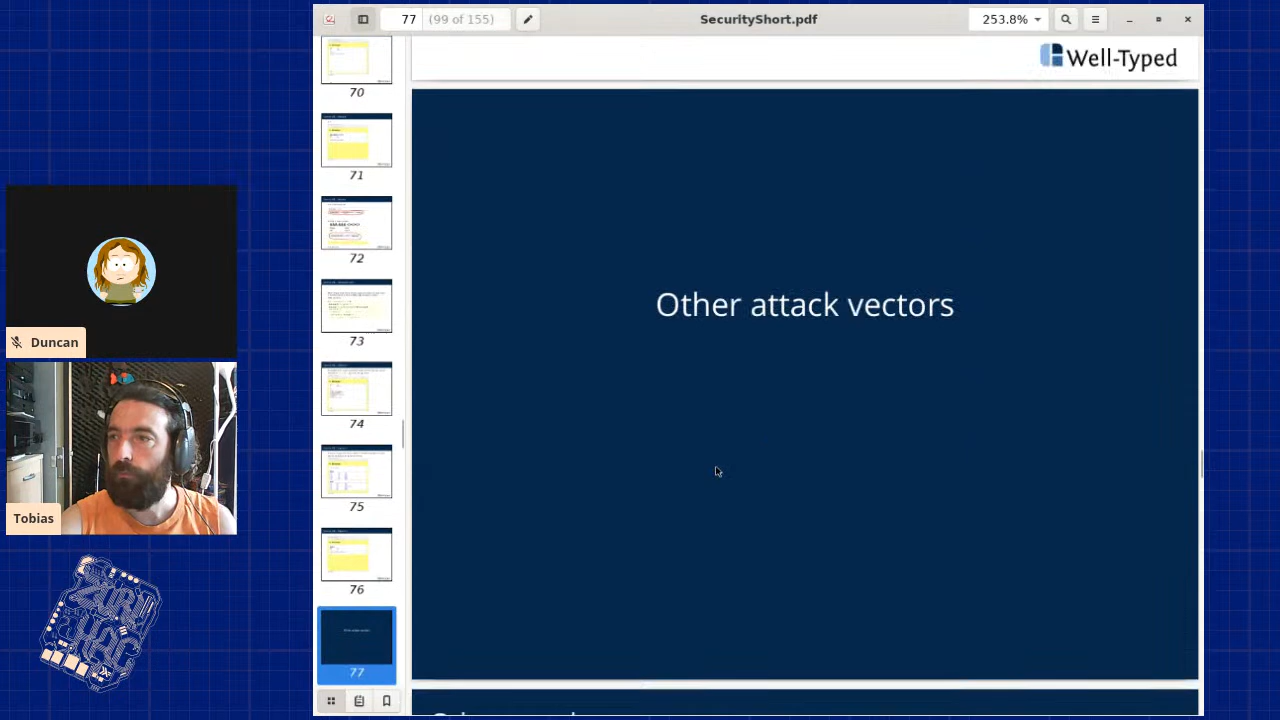 77 (99 of 155)
SecurityShort.pdf
253.8%
Well-Typed
70
71
72
73
74
75
76
77
Other attack vectors
Duncan
Tobias